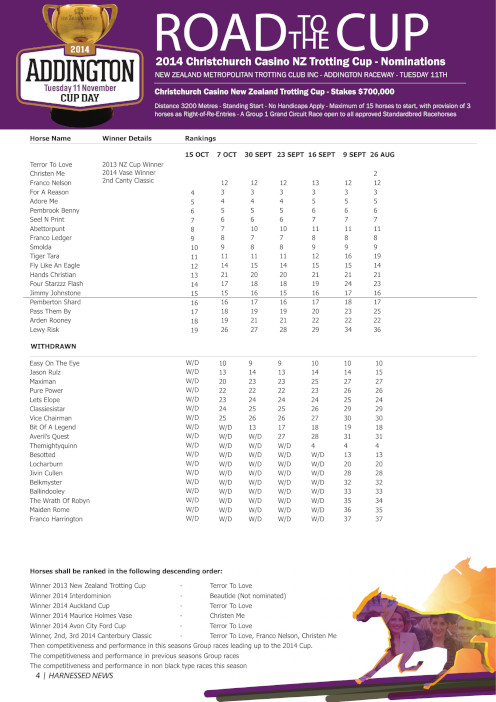 ROAD TO THE CUP
2014
ADDINGTON
Tuesday 11 November
CUP DAY
2014 Christchurch Casino NZ Trotting Cup - Nominations
NEW ZEALAND METROPOLITAN TROTTING CLUB INC - ADDINGTON RACEWAY - TUESDAY 11TH
Christchurch Casino New Zealand Trotting Cup - Stakes $700,000
Distance 3200 Metres - Standing Start - No Handicaps Apply - Maximum of 15 horses to start, with provision of 3
horses as Right-of-Re-Entries - A Group 1 Grand Circuit Race open to all approved Standardbred Racehorses
Horse Name Winner Details Rankings
15 OCT 7 OCT 30 SEPT 23 SEPT 16 SEPT 9 SEPT 26 AUG
Terror To Love 2013 NZ Cup Winner
Christen Me 2014 Vase Winner 2
Franco Nelson 2nd Canty Classic 12 12 12 13 12 12
For A Reason 4 3 3 3 3 3 3
Adore Me 5 4 4 4 5 5 5
Pembrook Benny 6 5 5 5 6 6 6
Seel N Print 7 6 6 6 7 7 7
Abettorpunt 8 7 10 10 11 11 11
Franco Ledger 9 8 7 7 8 8 8
Smolda 10 9 8 8 9 9 9
Tiger Tara 11 11 11 11 12 16 19
Fly Like An Eagle 12 14 15 14 15 15 14
Hands Christian 13 21 20 20 21 21 21
Four Starzzz Flash 14 17 18 18 19 24 23
Jimmy Johnstone 15 15 16 15 16 17 16
Pemberton Shard 16 16 17 16 17 18 17
Pass Them By 17 18 19 19 20 23 25
Arden Rooney 18 19 21 21 22 22 22
Lewy Risk 19 26 27 28 29 34 36
WITHDRAWN
Easy On The Eye W/D 10 9 9 10 10 10
Jason Rulz W/D 13 14 13 14 14 15
Maximan W/D 20 23 23 25 27 27
Pure Power W/D 22 22 22 23 26 26
Lets Elope W/D 23 24 24 24 25 24
Classiesistar W/D 24 25 25 26 29 29
Vice Chairman W/D 25 26 26 27 30 30
Bit Of A Legend W/D W/D 13 17 18 19 18
Averil's Quest W/D W/D W/D 27 28 31 31
Themightyquinn W/D W/D W/D W/D 4 4 4
Besotted W/D W/D W/D W/D W/D 13 13
Locharburn W/D W/D W/D W/D W/D 20 20
Jivin Cullen W/D W/D W/D W/D W/D 28 28
Belkmyster W/D W/D W/D W/D W/D 32 32
Ballindooley W/D W/D W/D W/D W/D 33 33
The Wrath Of Robyn W/D W/D W/D W/D W/D 35 34
Maiden Rome W/D W/D W/D W/D W/D 36 35
Franco Harrington W/D W/D W/D W/D W/D 37 37
Horses shall be ranked in the following descending order:
Winner 2013 New Zealand Trotting Cup - Terror To Love
Winner 2014 Interdominion - Beautide (Not nominated)
Winner 2014 Auckland Cup - Terror To Love
Winner 2014 Maurice Holmes Vase - Christen Me
Winner 2014 Avon City Ford Cup - Terror To Love
Winner, 2nd, 3rd 2014 Canterbury Classic - Terror To Love, Franco Nelson, Christen Me
Then competitiveness and performance in this seasons Group races leading up to the 2014 Cup.
The competitiveness and performance in previous seasons Group races
The competitiveness and performance in non black type races this season
4 | HARNESSED NEWS